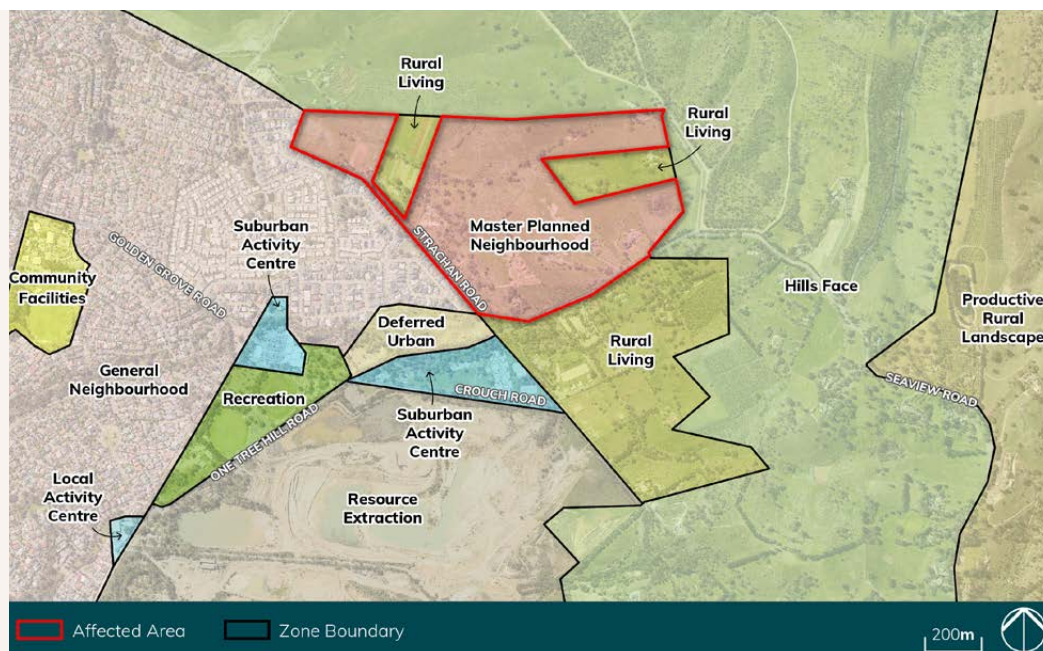 Rural
Living
Rural
Living
Master Planned
Neighbourhood
STRACHAN ROAD
Suburban
Activity
Centre
GOLDEN GROVE ROAD
Community
Facilities
Hills Face
Productive
Rural
Landscape
Deferred
Urban
Rural
Living
General
Neighbourhood
Recreation
CROUCH ROAD
SEAVIEW ROAD
Suburban
Activity
Centre
ONE TREE HILL ROAD
Local
Activity
Centre
Resource
Extraction
Affected Area
Zone Boundary
200m